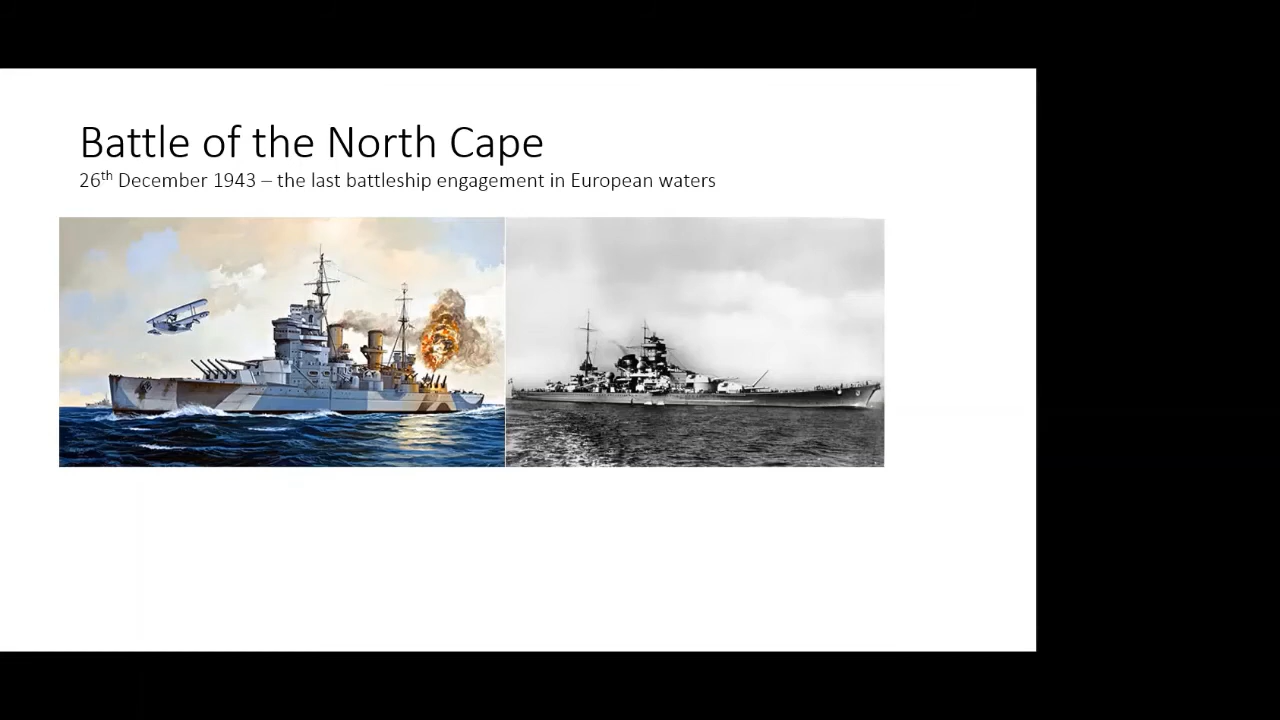 Battle of the North Cape
26th December 1943 – the last battleship engagement in European waters